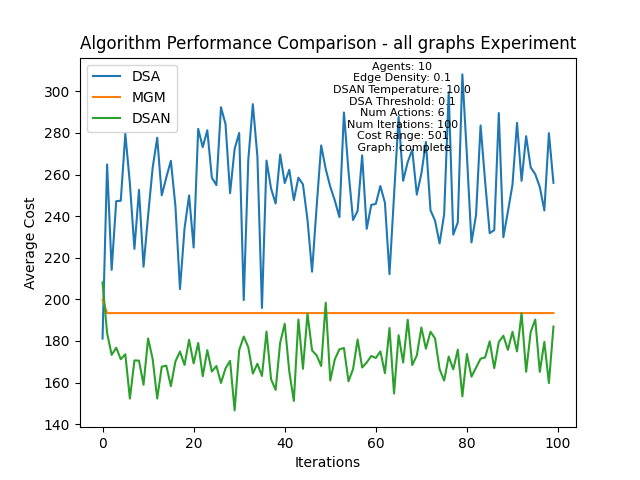 Algorithm Performance Comparison - all graphs Experiment
DSA
MGM
DSAN
Agents: 10
Edge Density: 0.1
DSAN Temperature: 10.0
DSA Threshold: 0.1
Num Actions: 6
Num Iterations: 100
Cost Range: 501
Graph: complete
Average Cost
300
280
260
240
220
200
180
160
140
0
20
40
60
80
100
Iterations